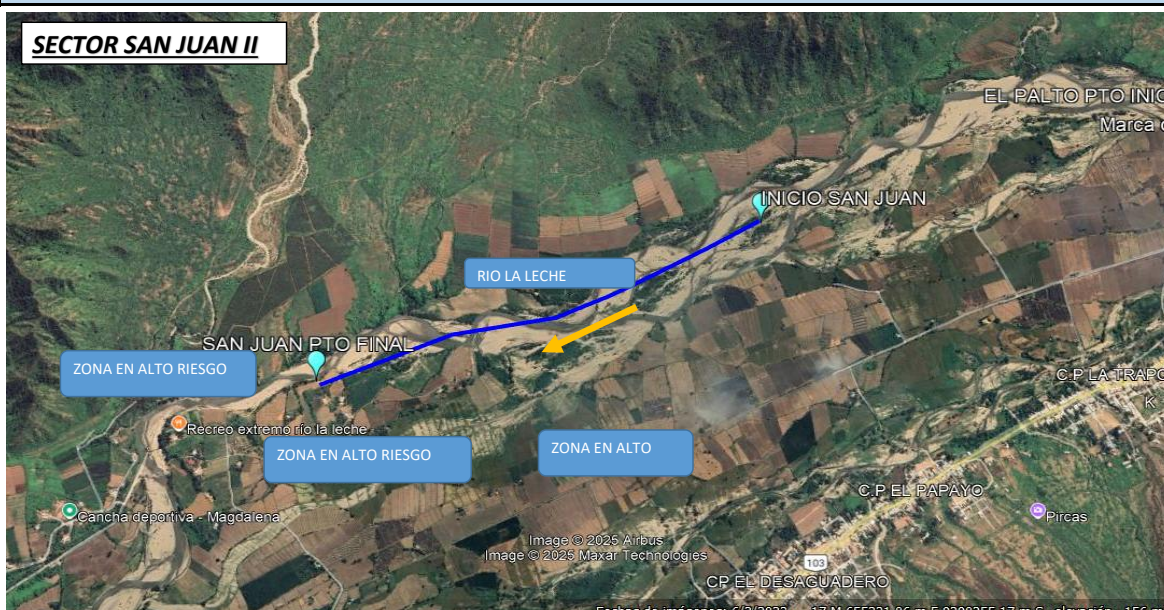 SECTOR SAN JUAN II
EL PALTO PTO INIC
Marca d
INICIO SAN JUAN
RIO LA LECHE
SAN JUAN PTO FINAL
ZONA EN ALTO RIESGO
C.P LA TRAPO
K
Recreo extremo río la leche
ZONA EN ALTO RIESGO
ZONA EN ALTO
C.P EL PAPAYO
Cancha deportiva - Magdalena
Pircas
Image © 2025 Airbus
Image © 2025 Maxar Technologies
103
CP EL DESAGUADERO